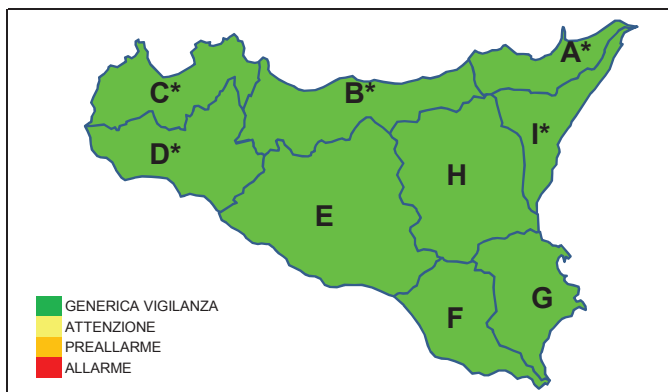 A*
C*
B*
I*
D*
H
E
G
F
GENERICA VIGILANZA
ATTENZIONE
PREALLARME
ALLARME